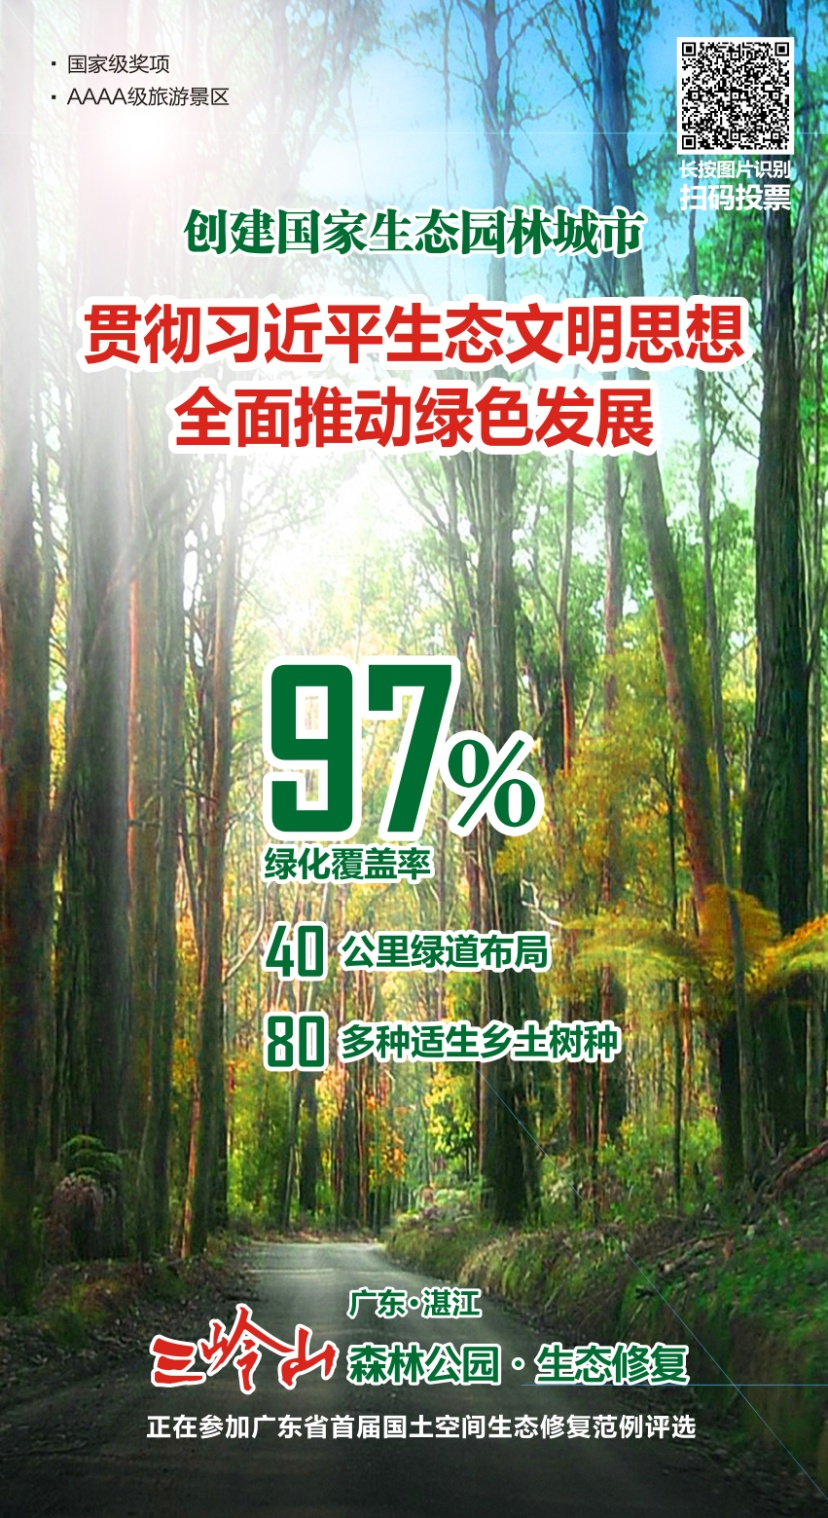 · 国家级奖项
· AAAA级旅游景区
长按图片识别
扫码投票
创建国家生态园林城市
贯彻习近平生态文明思想
全面推动绿色发展
97%
绿化覆盖率
40 公里绿道布局
80 多种适生乡土树种
广东·湛江
三岭山 森林公园·生态修复
正在参加广东省首届国土空间生态修复范例评选